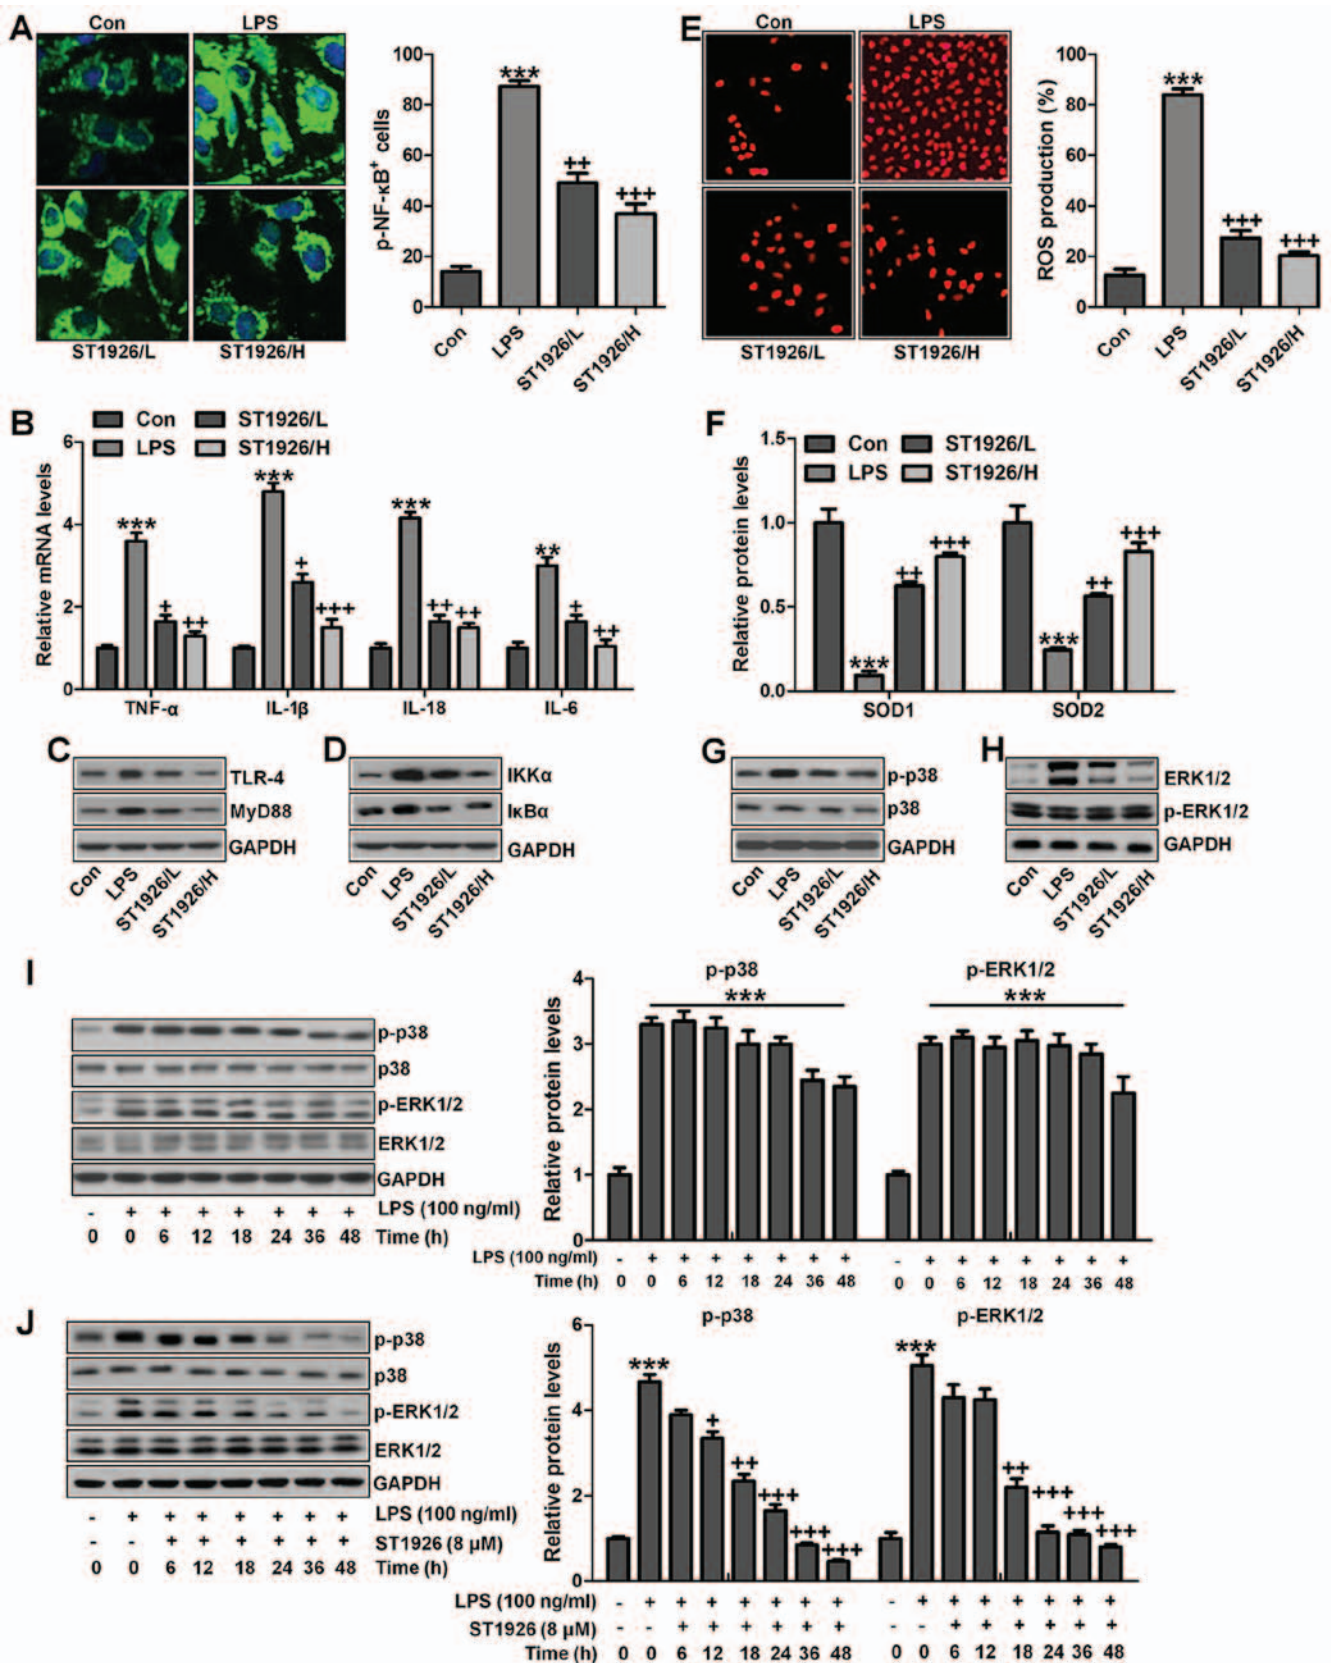 A
Con LPS
ST1926/L ST1926/H
p-NF-κB+ cells
100
80
60
40
20
0
***
++
+++
Con LPS ST1926/L ST1926/H
E
Con LPS
ST1926/L ST1926/H
ROS production (%)
100
80
60
40
20
0
***
+++
+++
Con LPS ST1926/L ST1926/H
B
Con ST1926/L
LPS ST1926/H
Relative mRNA levels
6
4
2
0
*** + ++
*** + +++
*** ++ ++
** + ++
TNF-α IL-1β IL-18 IL-6
F
Con ST1926/L
LPS ST1926/H
Relative protein levels
1.5
1.0
0.5
0.0
*** ++ +++
*** ++ +++
SOD1 SOD2
C
TLR-4
MyD88
GAPDH
Con LPS ST1926/L ST1926/H
D
IKKα
IκBα
GAPDH
Con LPS ST1926/L ST1926/H
G
p-p38
p38
GAPDH
Con LPS ST1926/L ST1926/H
H
ERK1/2
p-ERK1/2
GAPDH
Con LPS ST1926/L ST1926/H
I
p-p38
p38
p-ERK1/2
ERK1/2
GAPDH
- + + + + + + + LPS (100 ng/ml)
0 0 6 12 18 24 36 48 Time (h)
p-p38 p-ERK1/2
*** ***
Relative protein levels
4
3
2
1
0
LPS (100 ng/ml) - + + + + + + + - + + + + + + +
Time (h) 0 0 6 12 18 24 36 48 0 0 6 12 18 24 36 48
J
p-p38
p38
p-ERK1/2
ERK1/2
GAPDH
- + + + + + + + LPS (100 ng/ml)
- - + + + + + + ST1926 (8 μM)
0 0 6 12 18 24 36 48 Time (h)
p-p38 p-ERK1/2
Relative protein levels
6
4
2
0
*** + ++ +++ +++ +++
*** ++ +++ +++ +++
LPS (100 ng/ml) - + + + + + + + - + + + + + + +
ST1926 (8 μM) - - + + + + + + - - + + + + + +
Time (h) 0 0 6 12 18 24 36 48 0 0 6 12 18 24 36 48